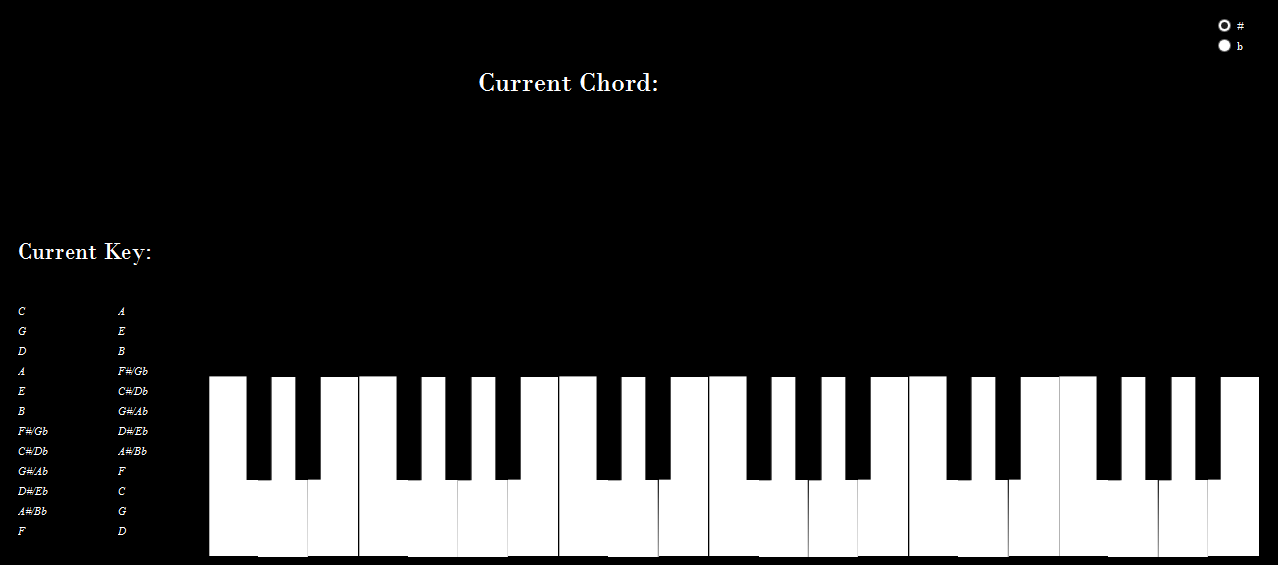 #
b
Current Chord:
Current Key:
C A
G E
D B
A F#/Gb
E C#/Db
B G#/Ab
F#/Gb D#/Eb
C#/Db A#/Bb
G#/Ab F
D#/Eb C
A#/Bb G
F D